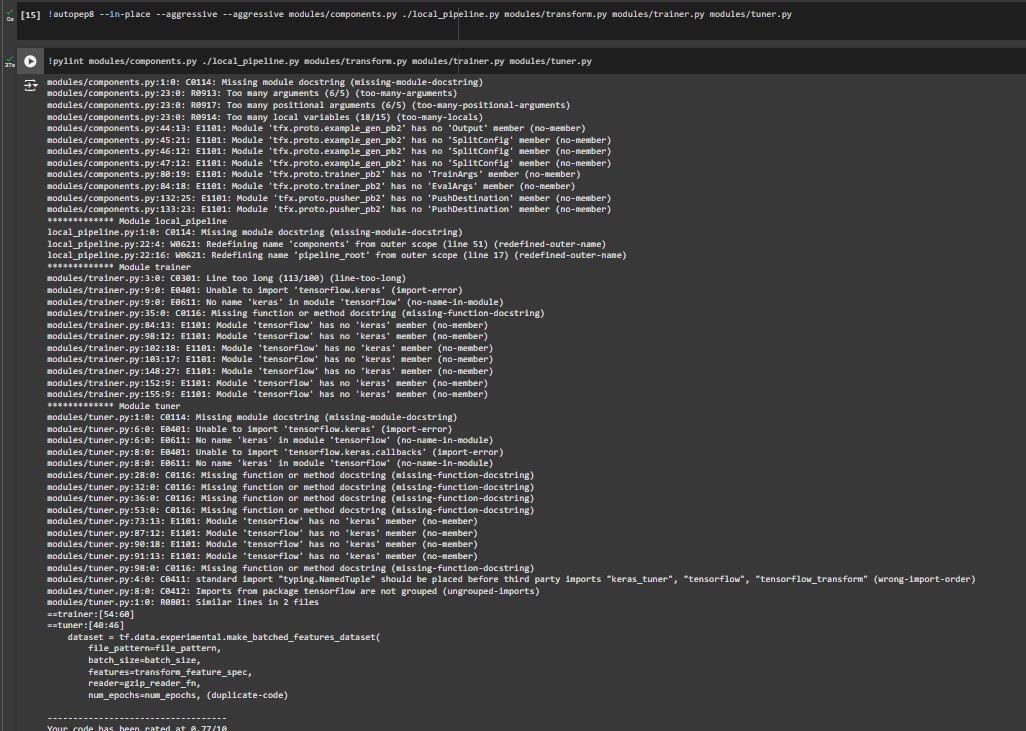 0s
[15] !autopep8 --in-place --aggressive --aggressive modules/components.py ./local_pipeline.py modules/transform.py modules/trainer.py modules/tuner.py
37s
!pylint modules/components.py ./local_pipeline.py modules/transform.py modules/trainer.py modules/tuner.py
modules/components.py:1:0: C0114: Missing module docstring (missing-module-docstring)
modules/components.py:23:0: R0913: Too many arguments (6/5) (too-many-arguments)
modules/components.py:23:0: R0917: Too many positional arguments (6/5) (too-many-positional-arguments)
modules/components.py:23:0: R0914: Too many local variables (18/15) (too-many-locals)
modules/components.py:44:13: E1101: Module 'tfx.proto.example_gen_pb2' has no 'Output' member (no-member)
modules/components.py:45:21: E1101: Module 'tfx.proto.example_gen_pb2' has no 'SplitConfig' member (no-member)
modules/components.py:46:12: E1101: Module 'tfx.proto.example_gen_pb2' has no 'SplitConfig' member (no-member)
modules/components.py:47:12: E1101: Module 'tfx.proto.example_gen_pb2' has no 'SplitConfig' member (no-member)
modules/components.py:80:19: E1101: Module 'tfx.proto.trainer_pb2' has no 'TrainArgs' member (no-member)
modules/components.py:84:18: E1101: Module 'tfx.proto.trainer_pb2' has no 'EvalArgs' member (no-member)
modules/components.py:132:25: E1101: Module 'tfx.proto.pusher_pb2' has no 'PushDestination' member (no-member)
modules/components.py:133:23: E1101: Module 'tfx.proto.pusher_pb2' has no 'PushDestination' member (no-member)
************* Module local_pipeline
local_pipeline.py:1:0: C0114: Missing module docstring (missing-module-docstring)
local_pipeline.py:22:4: W0621: Redefining name 'components' from outer scope (line 51) (redefined-outer-name)
local_pipeline.py:22:16: W0621: Redefining name 'pipeline_root' from outer scope (line 17) (redefined-outer-name)
************* Module trainer
modules/trainer.py:3:0: C0301: Line too long (113/100) (line-too-long)
modules/trainer.py:9:0: E0401: Unable to import 'tensorflow.keras' (import-error)
modules/trainer.py:9:0: E0611: No name 'keras' in module 'tensorflow' (no-name-in-module)
modules/trainer.py:35:0: C0116: Missing function or method docstring (missing-function-docstring)
modules/trainer.py:84:13: E1101: Module 'tensorflow' has no 'keras' member (no-member)
modules/trainer.py:98:12: E1101: Module 'tensorflow' has no 'keras' member (no-member)
modules/trainer.py:102:18: E1101: Module 'tensorflow' has no 'keras' member (no-member)
modules/trainer.py:103:17: E1101: Module 'tensorflow' has no 'keras' member (no-member)
modules/trainer.py:148:27: E1101: Module 'tensorflow' has no 'keras' member (no-member)
modules/trainer.py:152:9: E1101: Module 'tensorflow' has no 'keras' member (no-member)
modules/trainer.py:155:9: E1101: Module 'tensorflow' has no 'keras' member (no-member)
************* Module tuner
modules/tuner.py:1:0: C0114: Missing module docstring (missing-module-docstring)
modules/tuner.py:6:0: E0401: Unable to import 'tensorflow.keras' (import-error)
modules/tuner.py:6:0: E0611: No name 'keras' in module 'tensorflow' (no-name-in-module)
modules/tuner.py:8:0: E0401: Unable to import 'tensorflow.keras.callbacks' (import-error)
modules/tuner.py:8:0: E0611: No name 'keras' in module 'tensorflow' (no-name-in-module)
modules/tuner.py:28:0: C0116: Missing function or method docstring (missing-function-docstring)
modules/tuner.py:32:0: C0116: Missing function or method docstring (missing-function-docstring)
modules/tuner.py:36:0: C0116: Missing function or method docstring (missing-function-docstring)
modules/tuner.py:53:0: C0116: Missing function or method docstring (missing-function-docstring)
modules/tuner.py:73:13: E1101: Module 'tensorflow' has no 'keras' member (no-member)
modules/tuner.py:87:12: E1101: Module 'tensorflow' has no 'keras' member (no-member)
modules/tuner.py:90:18: E1101: Module 'tensorflow' has no 'keras' member (no-member)
modules/tuner.py:91:13: E1101: Module 'tensorflow' has no 'keras' member (no-member)
modules/tuner.py:98:0: C0116: Missing function or method docstring (missing-function-docstring)
modules/tuner.py:4:0: C0411: standard import "typing.NamedTuple" should be placed before third party imports "keras_tuner", "tensorflow", "tensorflow_transform" (wrong-import-order)
modules/tuner.py:8:0: C0412: Imports from package tensorflow are not grouped (ungrouped-imports)
modules/tuner.py:1:0: R0801: Similar lines in 2 files
==trainer:[54:60]
==tuner:[40:46]
    dataset = tf.data.experimental.make_batched_features_dataset(
        file_pattern=file_pattern,
        batch_size=batch_size,
        features=transform_feature_spec,
        reader=gzip_reader_fn,
        num_epochs=num_epochs, (duplicate-code)
-----------------------------------
Your code has been rated at 0.77/10